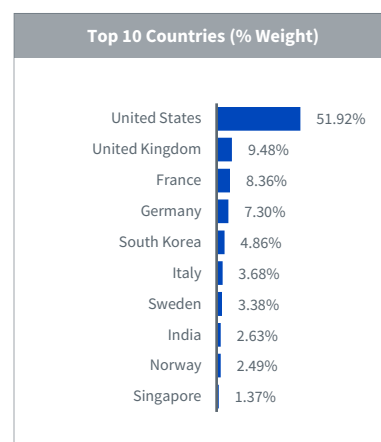 Top 10 Countries (% Weight)
United States 51.92%
United Kingdom 9.48%
France 8.36%
Germany 7.30%
South Korea 4.86%
Italy 3.68%
Sweden 3.38%
India 2.63%
Norway 2.49%
Singapore 1.37%